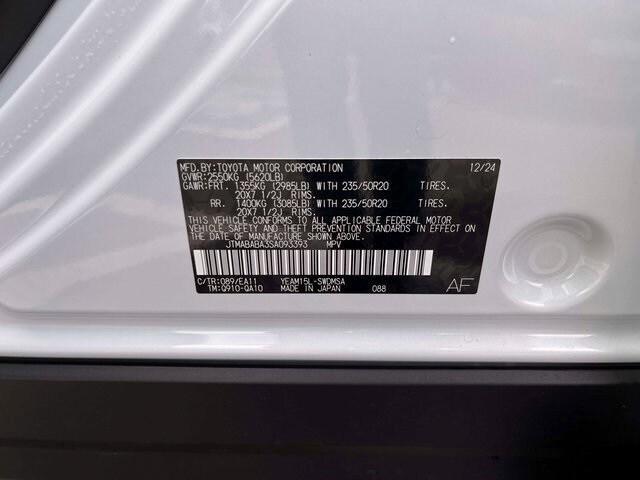 MFD.BY:TOYOTA MOTOR CORPORATION 12/24
GVWR:2550KG (5620LB)
GAWR:FRT. 1355KG (2985LB) WITH 235/50R20 TIRES.
20X7 1/2J RIMS.
RR. 1400KG (3085LB) WITH 235/50R20 TIRES.
20X7 1/2J RIMS.
THIS VEHICLE CONFORMS TO ALL APPLICABLE FEDERAL MOTOR
VEHICLE SAFETY, BUMPER, AND THEFT PREVENTION STANDARDS
IN EFFECT ON THE DATE OF MANUFACTURE SHOWN ABOVE.
JTMABABA3SA093393 MPV
C/TR:089/EA11 YEAM15L-SWDMSA
TM:Q910-QA10 MADE IN JAPAN 088 AF